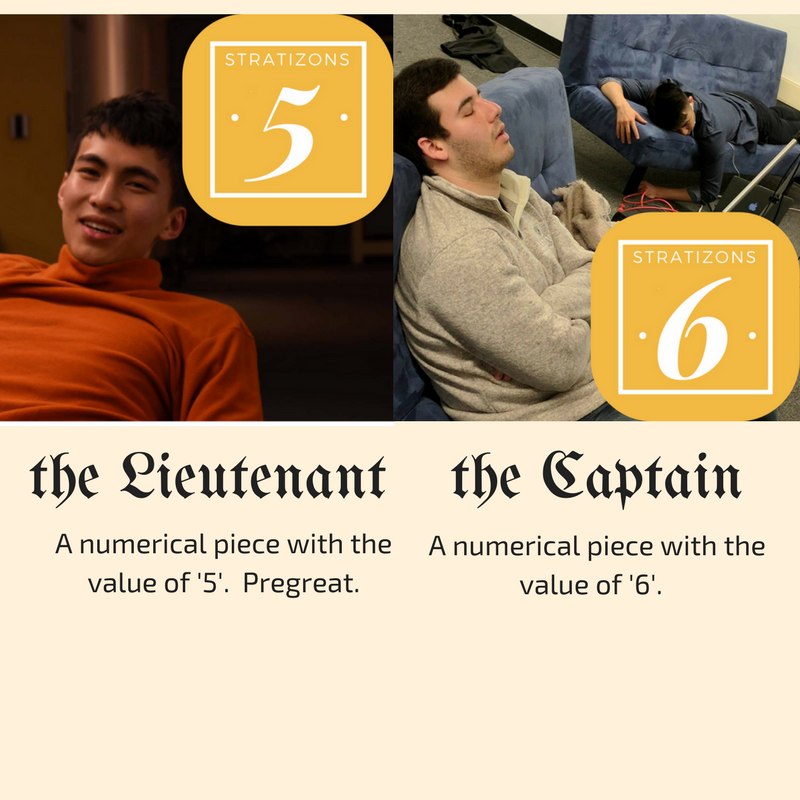 STRATIZONS
5
STRATIZONS
6
the Lieutenant
A numerical piece with the
value of '5'.  Pregreat.
the Captain
A numerical piece with the
value of '6'.